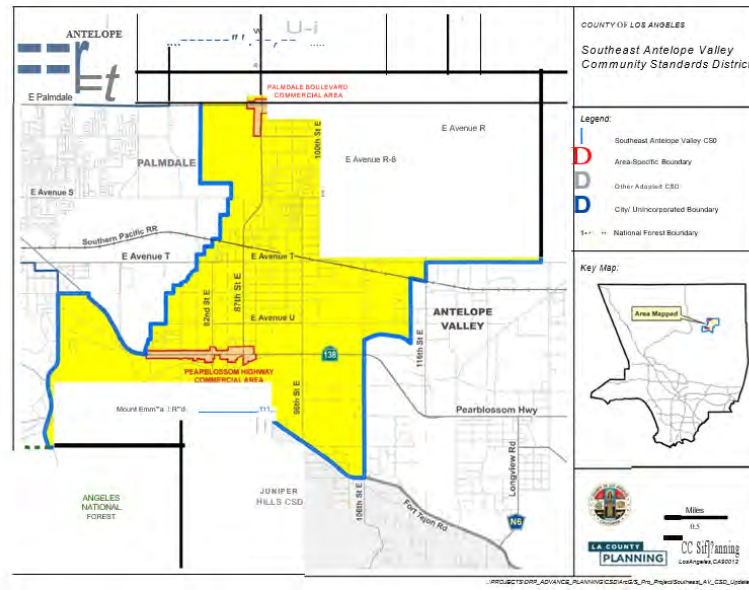 COUNTY OF LOS ANGELES
Southeast Antelope Valley
Community Standards District
ANTELOPE
U-i
E Palmdale
PALMDALE BOULEVARD
COMMERCIAL AREA
100th St E
E Avenue R
E Avenue R-8
PALMDALE
E Avenue S
Southern Pacific RR
E Avenue T
E Avenue T
82nd St E
87th St E
E Avenue U
ANTELOPE
VALLEY
116th St E
138
PEARBLOSSOM HIGHWAY
COMMERCIAL AREA
96th St E
Pearblossom Hwy
Longview Rd
ANGELES
NATIONAL
FOREST
JUNIPER
HILLS CSD
106th St E
Fort Tejon Rd
N6
Legend:
Southeast Antelope Valley CSD
D Area-Specific Boundary
D Other Adopted CSD
D City/ Unincorporated Boundary
National Forest Boundary
Key Map:
Area Mapped
Miles
0.5
LA COUNTY
PLANNING
Los Angeles, CA 90012